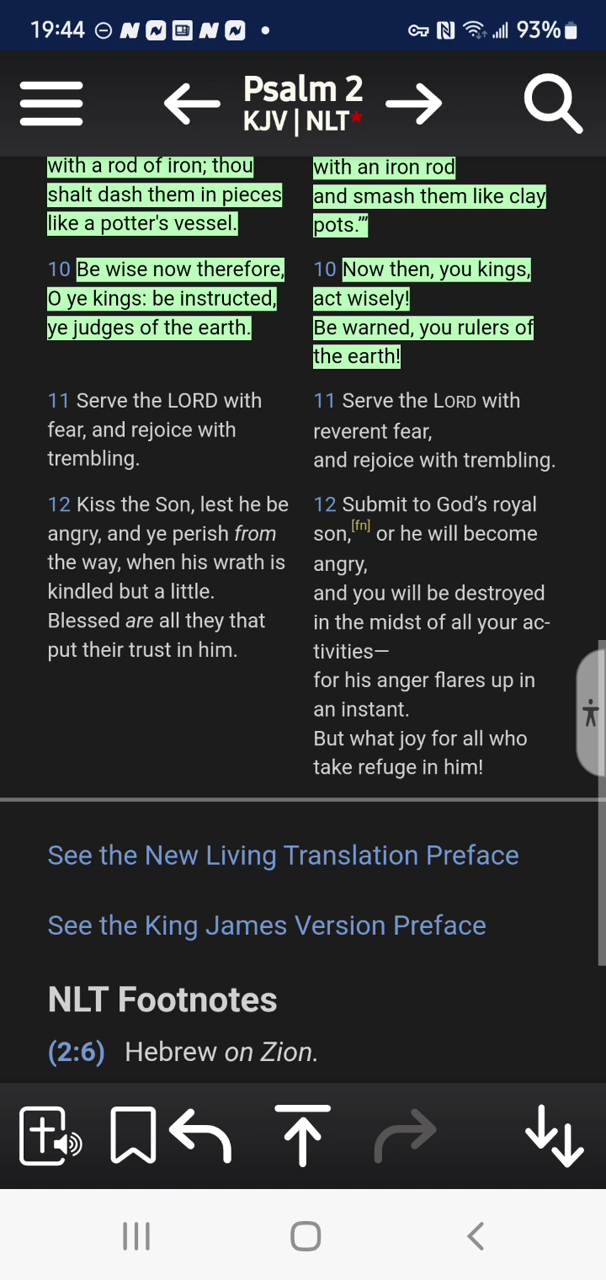 19:44
93%
Psalm 2
KJV | NLT*
with a rod of iron; thou
shalt dash them in pieces
like a potter's vessel.
10 Be wise now therefore,
O ye kings: be instructed,
ye judges of the earth.
11 Serve the LORD with
fear, and rejoice with
trembling.
12 Kiss the Son, lest he be
angry, and ye perish from
the way, when his wrath is
kindled but a little.
Blessed are all they that
put their trust in him.
with an iron rod
and smash them like clay
pots.’”
10 Now then, you kings,
act wisely!
Be warned, you rulers of
the earth!
11 Serve the LORD with
reverent fear,
and rejoice with trembling.
12 Submit to God’s royal
son,[fn] or he will become
angry,
and you will be destroyed
in the midst of all your ac-
tivities—
for his anger flares up in
an instant.
But what joy for all who
take refuge in him!
See the New Living Translation Preface
See the King James Version Preface
NLT Footnotes
(2:6) Hebrew on Zion.